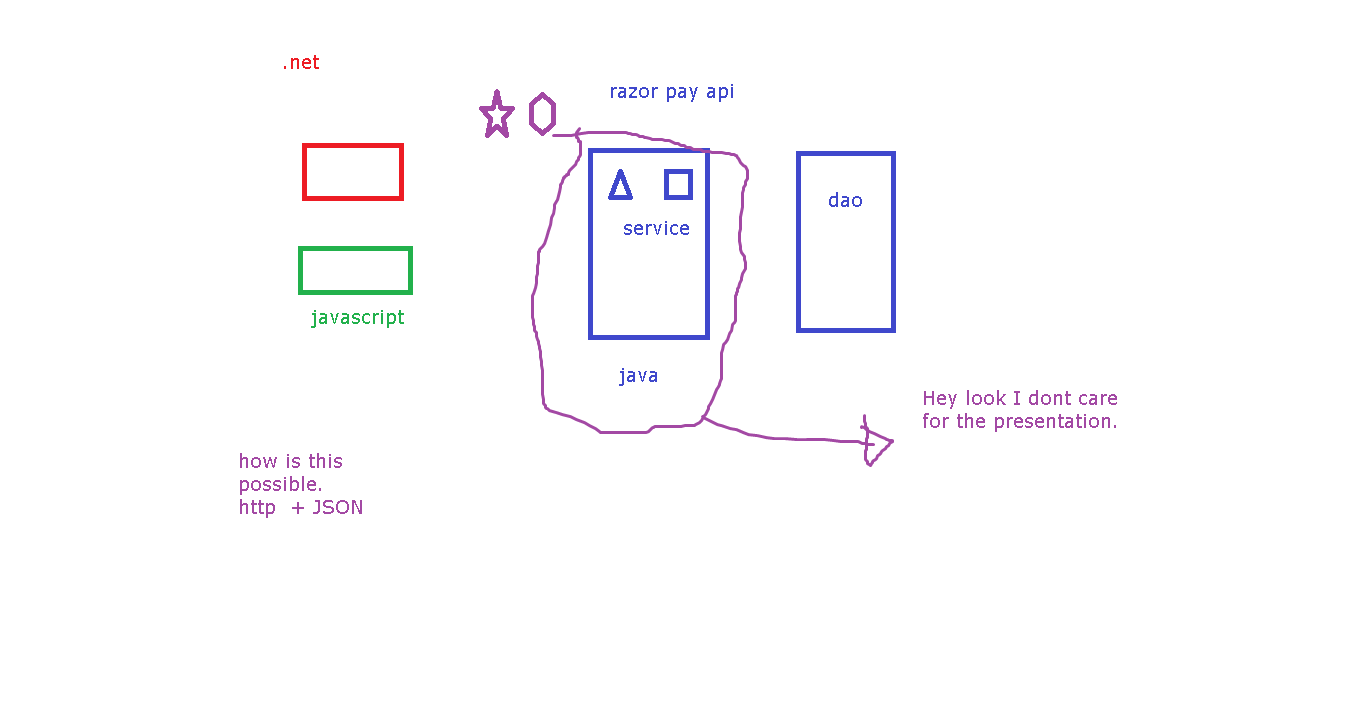 .net
razor pay api
dao
service
javascript
java
Hey look I dont care
for the presentation.
how is this
possible.
http  + JSON